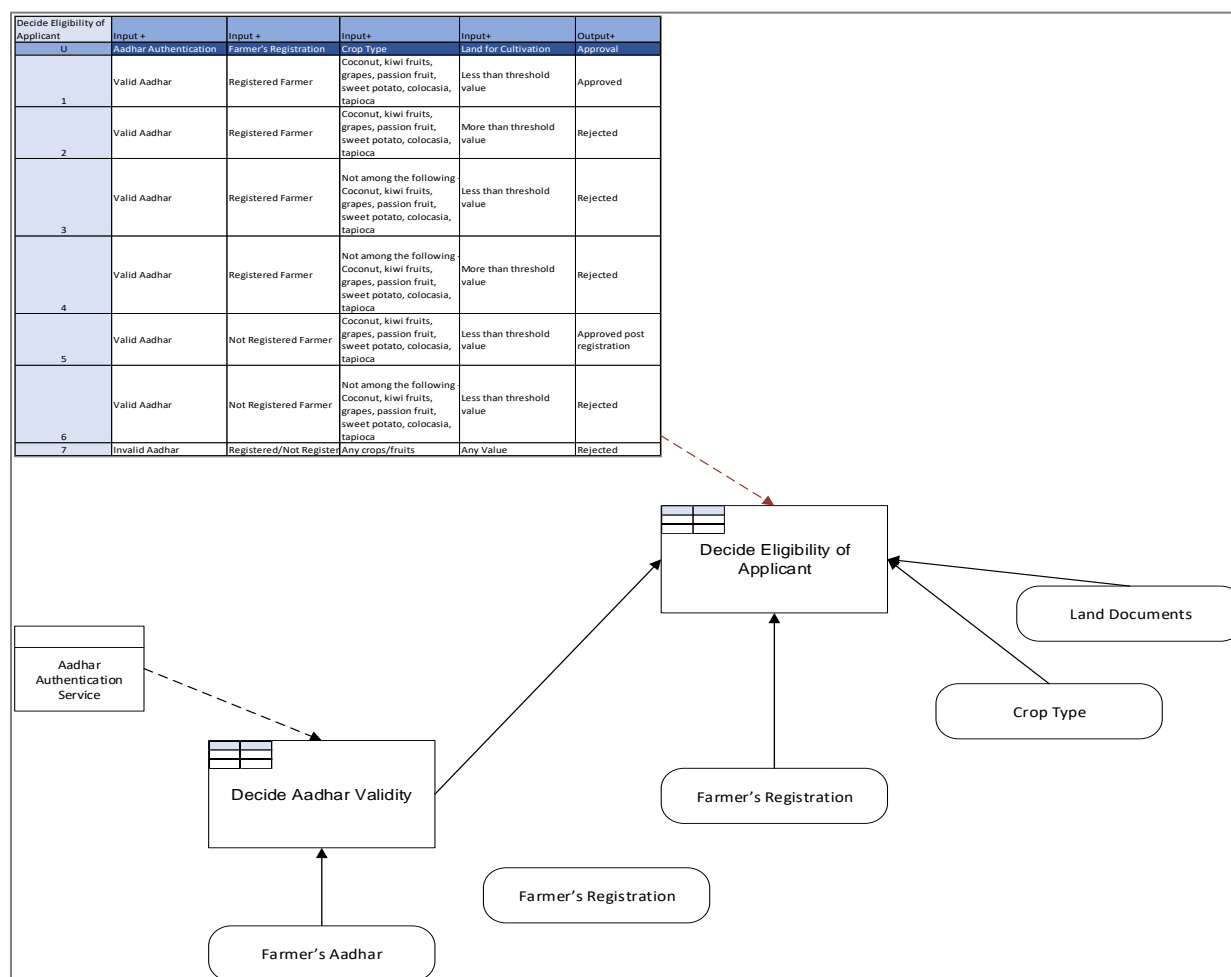 Decide Eligibility of
Applicant
Input +
Input +
Input+
Input+
Output+
U
Aadhar Authentication
Farmer's Registration
Crop Type
Land for Cultivation
Approval
1
Valid Aadhar
Registered Farmer
Coconut, kiwi fruits,
grapes, passion fruit,
sweet potato, colocasia,
tapioca
Less than threshold
value
Approved
2
Valid Aadhar
Registered Farmer
Coconut, kiwi fruits,
grapes, passion fruit,
sweet potato, colocasia,
tapioca
More than threshold
value
Rejected
3
Valid Aadhar
Registered Farmer
Not among the following -
Coconut, kiwi fruits,
grapes, passion fruit,
sweet potato, colocasia,
tapioca
Less than threshold
value
Rejected
4
Valid Aadhar
Registered Farmer
Not among the following -
Coconut, kiwi fruits,
grapes, passion fruit,
sweet potato, colocasia,
tapioca
More than threshold
value
Rejected
5
Valid Aadhar
Not Registered Farmer
Coconut, kiwi fruits,
grapes, passion fruit,
sweet potato, colocasia,
tapioca
Less than threshold
value
Approved post
registration
6
Valid Aadhar
Not Registered Farmer
Not among the following -
Coconut, kiwi fruits,
grapes, passion fruit,
sweet potato, colocasia,
tapioca
Less than threshold
value
Rejected
7
Invalid Aadhar
Registered/Not Register
Any crops/fruits
Any Value
Rejected
Decide Eligibility of
Applicant
Land Documents
Aadhar
Authentication
Service
Crop Type
Decide Aadhar Validity
Farmer's Registration
Farmer's Registration
Farmer's Aadhar